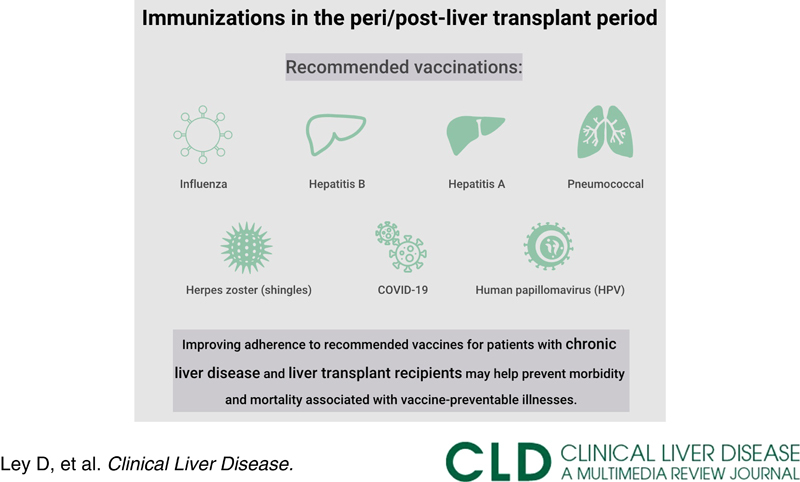 Immunizations in the peri/post-liver transplant period
Recommended vaccinations:
Influenza
Hepatitis B
Hepatitis A
Pneumococcal
Herpes zoster (shingles)
COVID-19
Human papillomavirus (HPV)
Improving adherence to recommended vaccines for patients with chronic
liver disease and liver transplant recipients may help prevent morbidity
and mortality associated with vaccine-preventable illnesses.
Ley D, et al. Clinical Liver Disease.
CLD
CLINICAL LIVER DISEASE
A MULTIMEDIA REVIEW JOURNAL